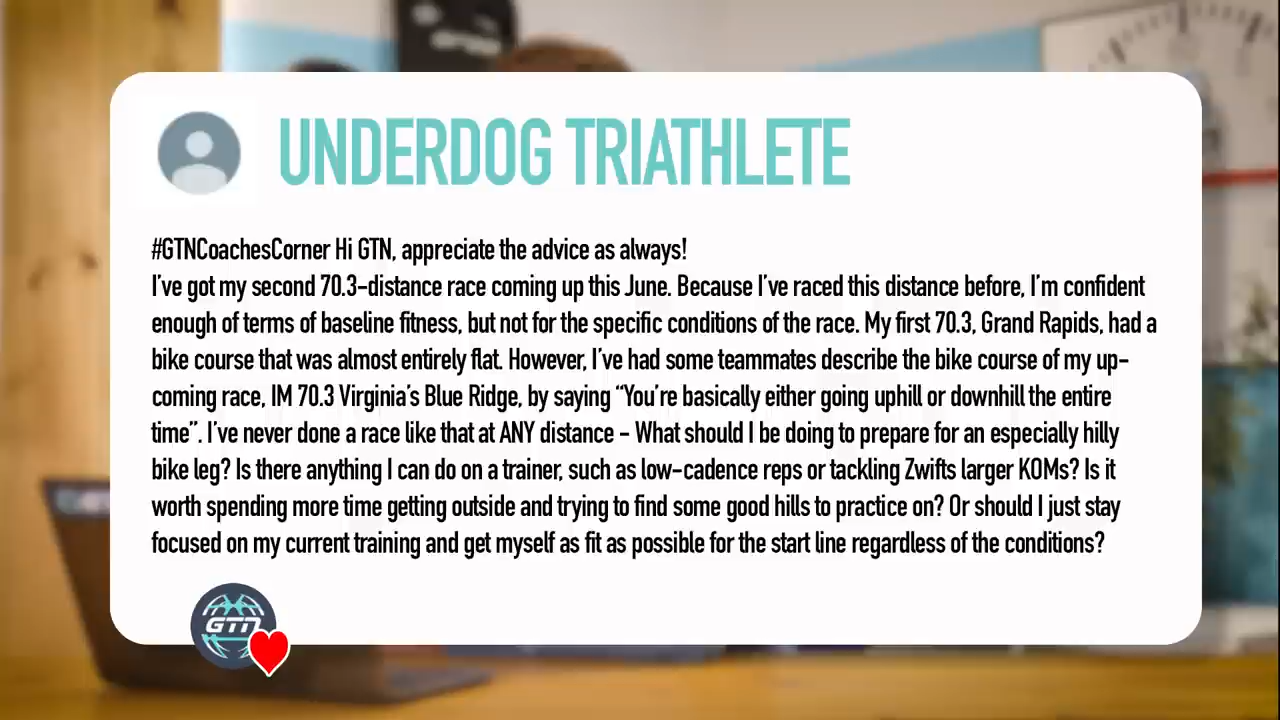 UNDERDOG TRIATHLETE
#GTNCoachesCorner Hi GTN, appreciate the advice as always!
I've got my second 70.3-distance race coming up this June. Because I've raced this distance before, I'm confident
enough of terms of baseline fitness, but not for the specific conditions of the race. My first 70.3, Grand Rapids, had a
bike course that was almost entirely flat. However, I've had some teammates describe the bike course of my up-
coming race, IM 70.3 Virginia's Blue Ridge, by saying “You're basically either going uphill or downhill the entire
time”. I've never done a race like that at ANY distance - What should I be doing to prepare for an especially hilly
bike leg? Is there anything I can do on a trainer, such as low-cadence reps or tackling Zwifts larger KOMs? Is it
worth spending more time getting outside and trying to find some good hills to practice on? Or should I just stay
focused on my current training and get myself as fit as possible for the start line regardless of the conditions?
GTN